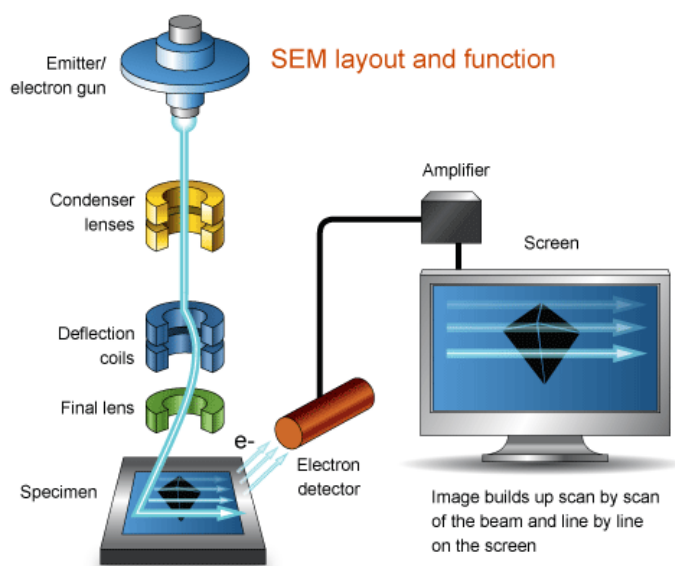 SEM layout and function
Emitter/
electron gun
Condenser
lenses
Deflection
coils
Final lens
Specimen
e-
Electron
detector
Amplifier
Screen
Image builds up scan by scan
of the beam and line by line
on the screen